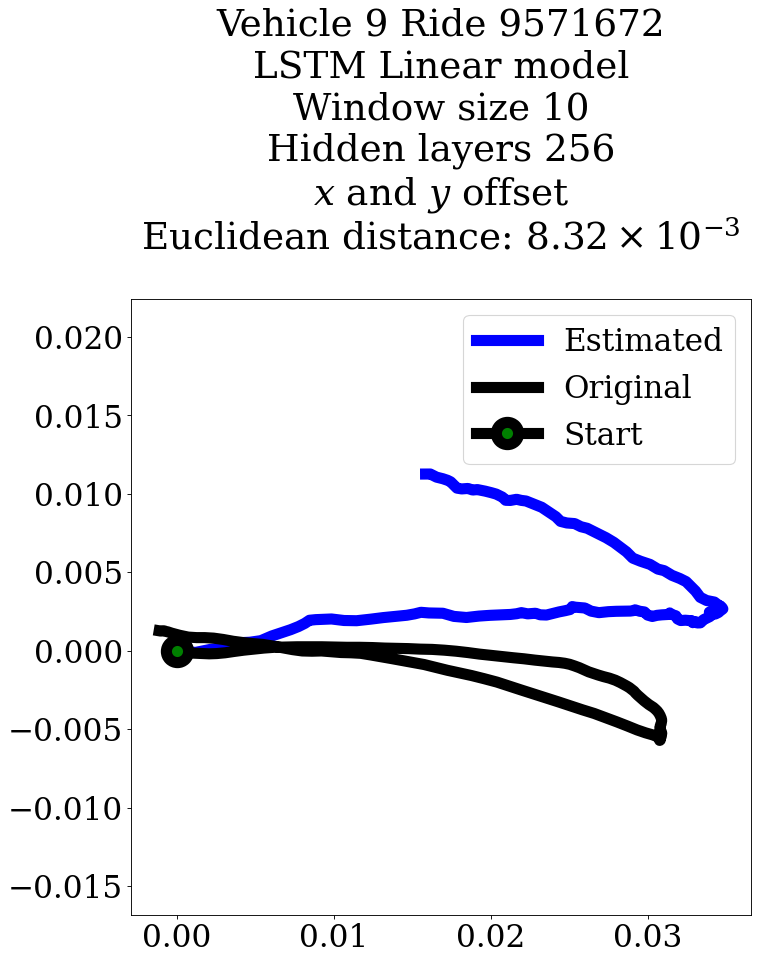 Vehicle 9 Ride 9571672
LSTM Linear model
Window size 10
Hidden layers 256
x and y offset
Euclidean distance: 8.32 × 10⁻³
Estimated
Original
Start
0.020
0.015
0.010
0.005
0.000
−0.005
−0.010
−0.015
0.00 0.01 0.02 0.03